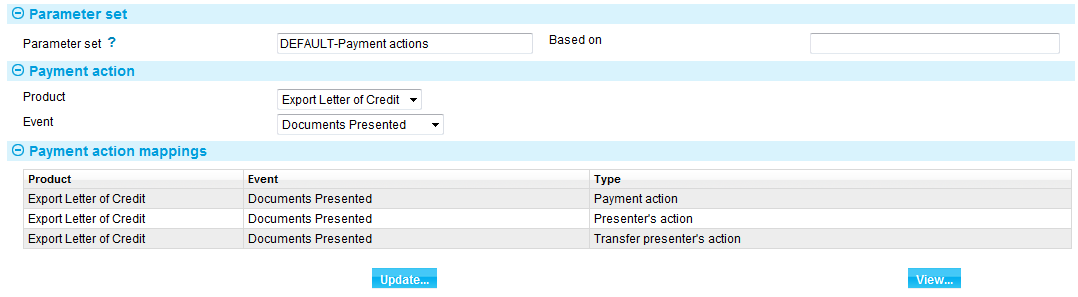 Parameter set
Parameter set ? DEFAULT-Payment actions Based on
Payment action
Product Export Letter of Credit
Event Documents Presented
Payment action mappings
Product Event Type
Export Letter of Credit Documents Presented Payment action
Export Letter of Credit Documents Presented Presenter's action
Export Letter of Credit Documents Presented Transfer presenter's action
Update... View...